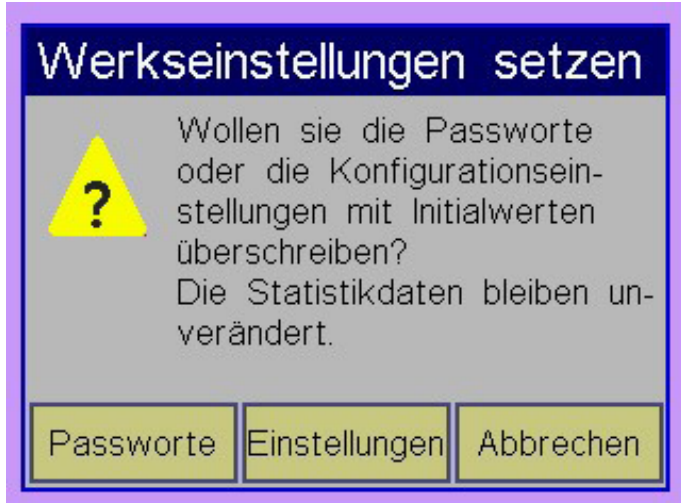 Werkseinstellungen setzen
Wollen sie die Passworte
oder die Konfigurationsein-
stellungen mit Initialwerten
überschreiben?
Die Statistikdaten bleiben un-
verändert.
?
Passworte Einstellungen Abbrechen